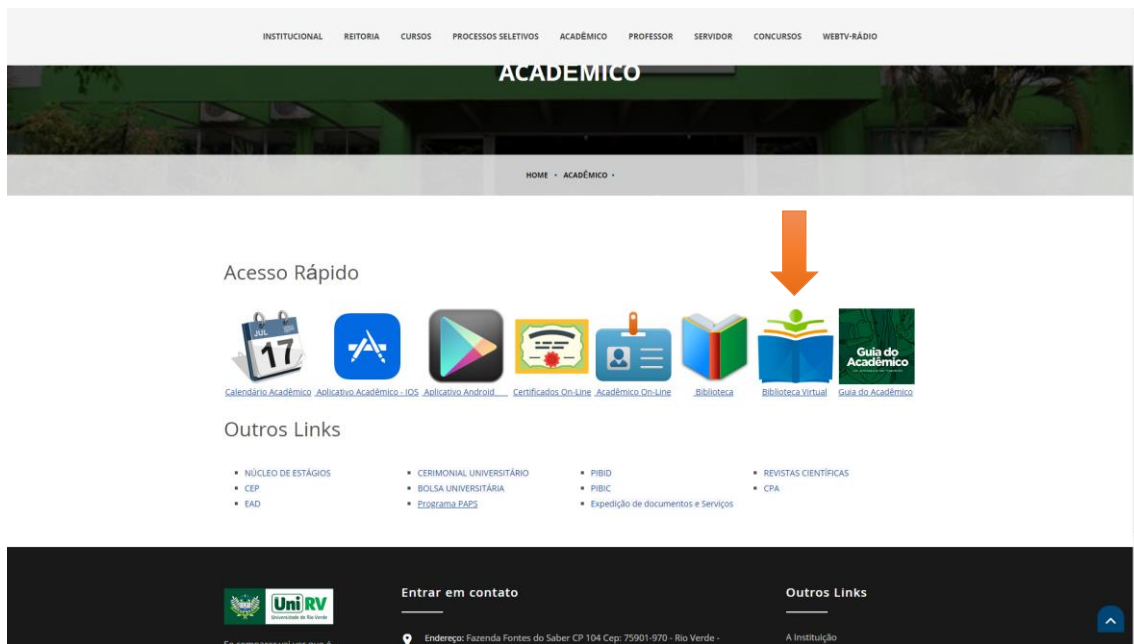 INSTITUCIONAL REITORIA CURSOS PROCESSOS SELETIVOS ACADÊMICO PROFESSOR SERVIDOR CONCURSOS WEBTV-RÁDIO
ACADÊMICO
HOME • ACADÊMICO •
Acesso Rápido
JUL
17
Guia do
Acadêmico
Calendário Acadêmico Aplicativo Acadêmico - IOS Aplicativo Android Certificados On-Line Acadêmico On-Line Biblioteca Biblioteca Virtual Guia do Acadêmico
Outros Links
NÚCLEO DE ESTÁGIOS CERIMONIAL UNIVERSITÁRIO PIBID REVISTAS CIENTÍFICAS
CEP BOLSA UNIVERSITÁRIA PIBIC CPA
EAD Programa PAPS Expedição de documentos e Serviços
UniRV
Universidade de Rio Verde
Entrar em contato
Outros Links
Endereço: Fazenda Fontes do Saber CP 104 Cep: 75901-970 - Rio Verde -
A Instituição